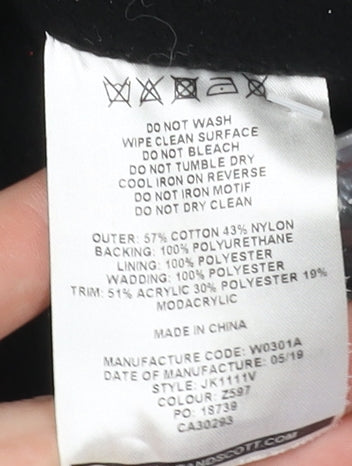 DO NOT WASH
WIPE CLEAN SURFACE
DO NOT BLEACH
DO NOT TUMBLE DRY
COOL IRON ON REVERSE
DO NOT IRON MOTIF
DO NOT DRY CLEAN
OUTER: 57% COTTON 43% NYLON
BACKING: 100% POLYURETHANE
LINING: 100% POLYESTER
WADDING: 100% POLYESTER
TRIM: 51% ACRYLIC 30% POLYESTER 19%
MODACRYLIC
MADE IN CHINA
MANUFACTURE CODE: W0301A
DATE OF MANUFACTURE: 05/19
STYLE: JK1111V
COLOUR: Z597
PO: 18739
CA30293
ANDSCOTT.COM